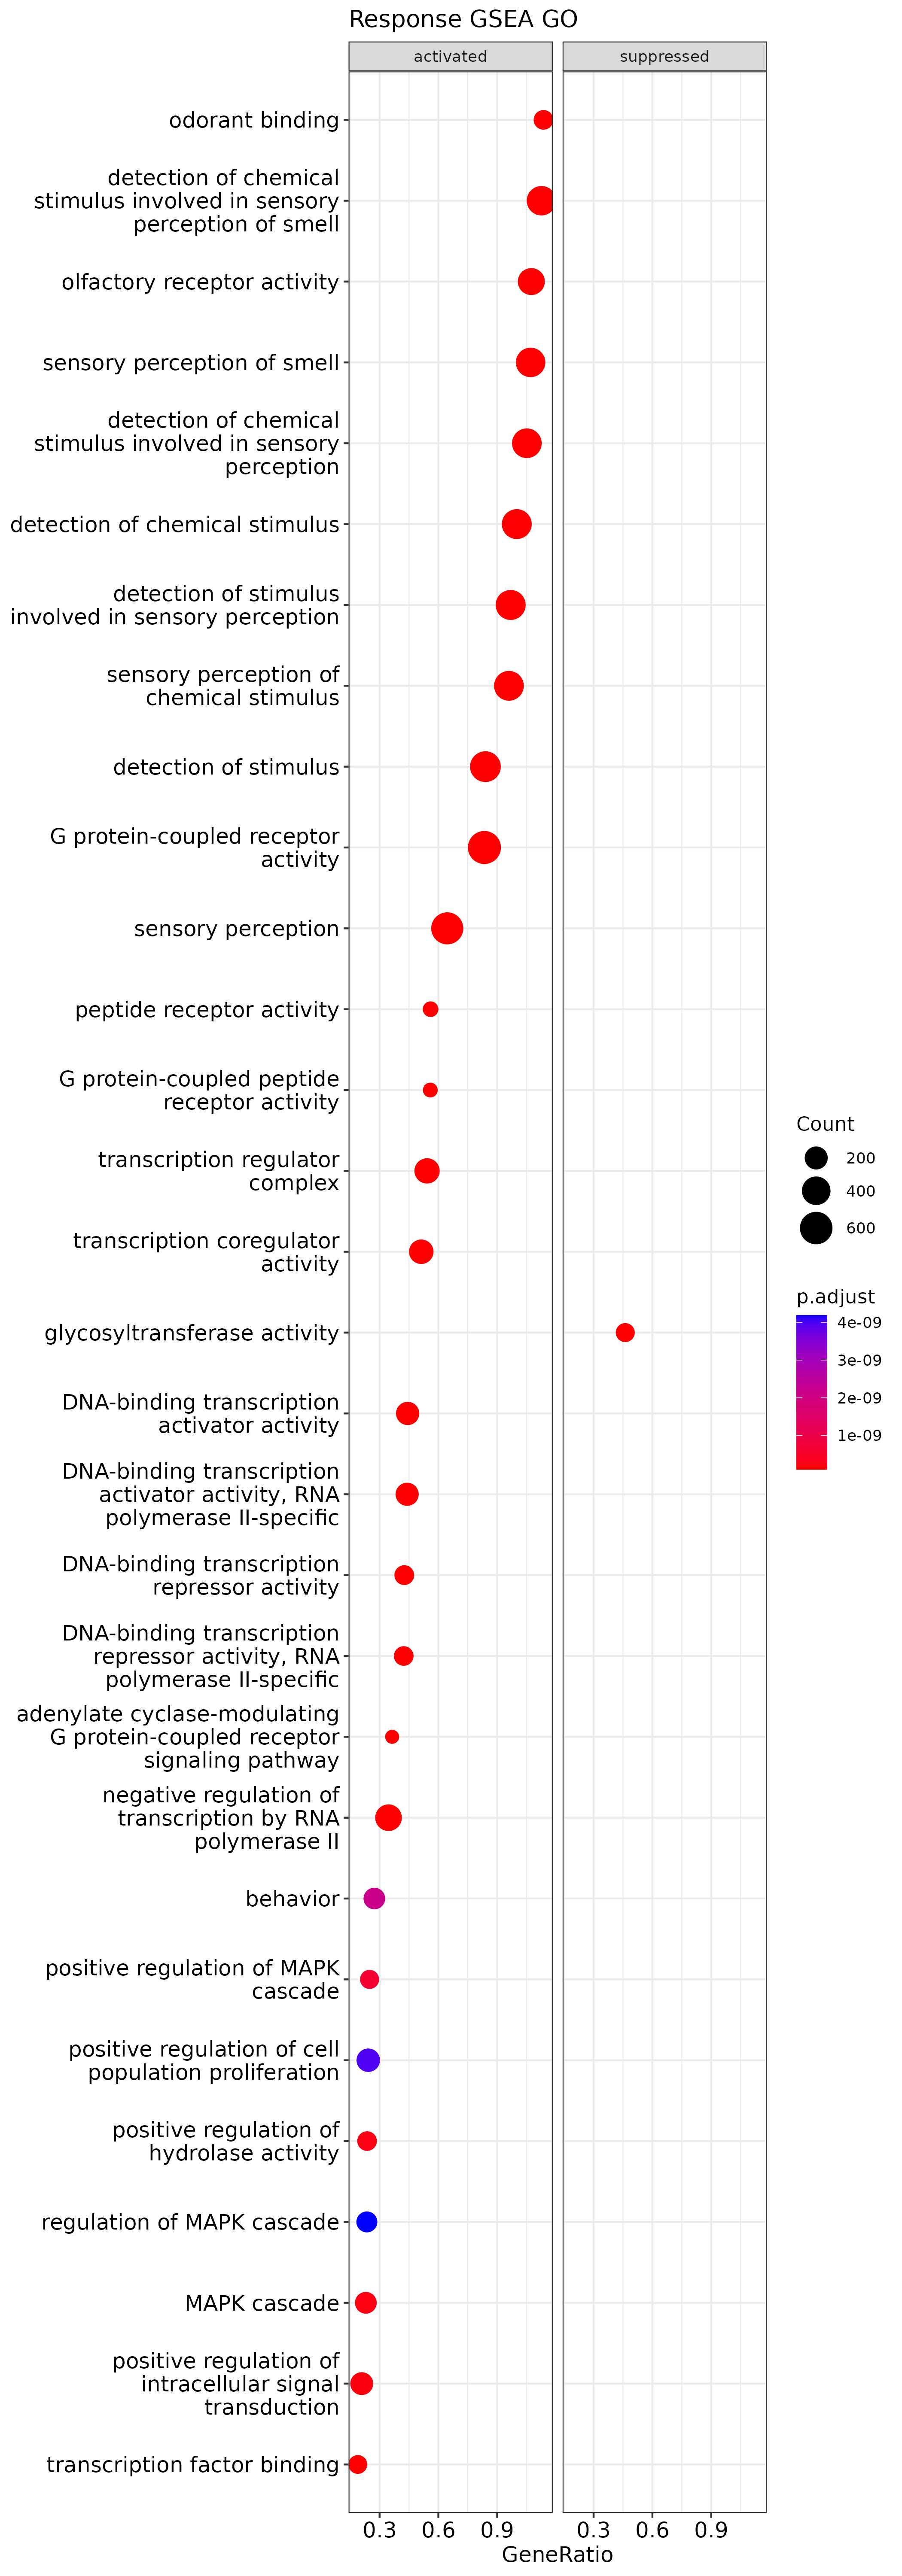 Response GSEA GO
activated
suppressed
odorant binding
detection of chemical
stimulus involved in sensory
perception of smell
olfactory receptor activity
sensory perception of smell
detection of chemical
stimulus involved in sensory
perception
detection of chemical stimulus
detection of stimulus
involved in sensory perception
sensory perception of
chemical stimulus
detection of stimulus
G protein-coupled receptor
activity
sensory perception
peptide receptor activity
G protein-coupled peptide
receptor activity
transcription regulator
complex
transcription coregulator
activity
glycosyltransferase activity
DNA-binding transcription
activator activity
DNA-binding transcription
activator activity, RNA
polymerase II-specific
DNA-binding transcription
repressor activity
DNA-binding transcription
repressor activity, RNA
polymerase II-specific
adenylate cyclase-modulating
G protein-coupled receptor
signaling pathway
negative regulation of
transcription by RNA
polymerase II
behavior
positive regulation of MAPK
cascade
positive regulation of cell
population proliferation
positive regulation of
hydrolase activity
regulation of MAPK cascade
MAPK cascade
positive regulation of
intracellular signal
transduction
transcription factor binding
0.3 0.6 0.9
0.3 0.6 0.9
GeneRatio
Count
200
400
600
p.adjust
4e-09
3e-09
2e-09
1e-09